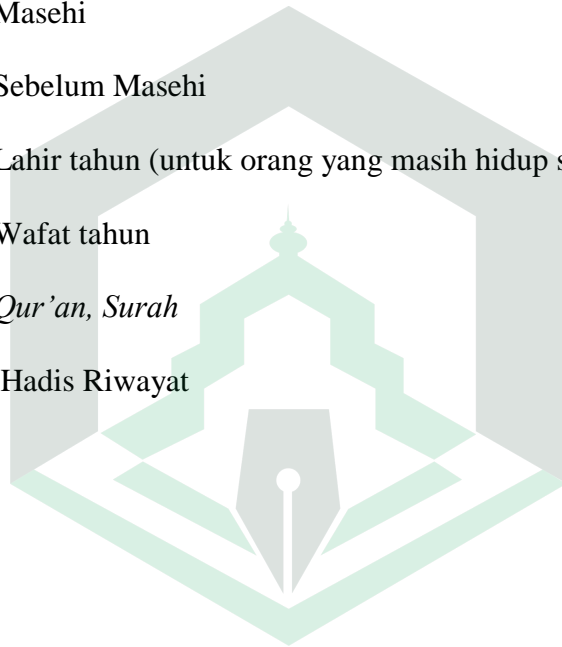 Masehi
Sebelum Masehi
Lahir tahun (untuk orang yang masih hidup
Wafat tahun
Qur’an, Surah
Hadis Riwayat